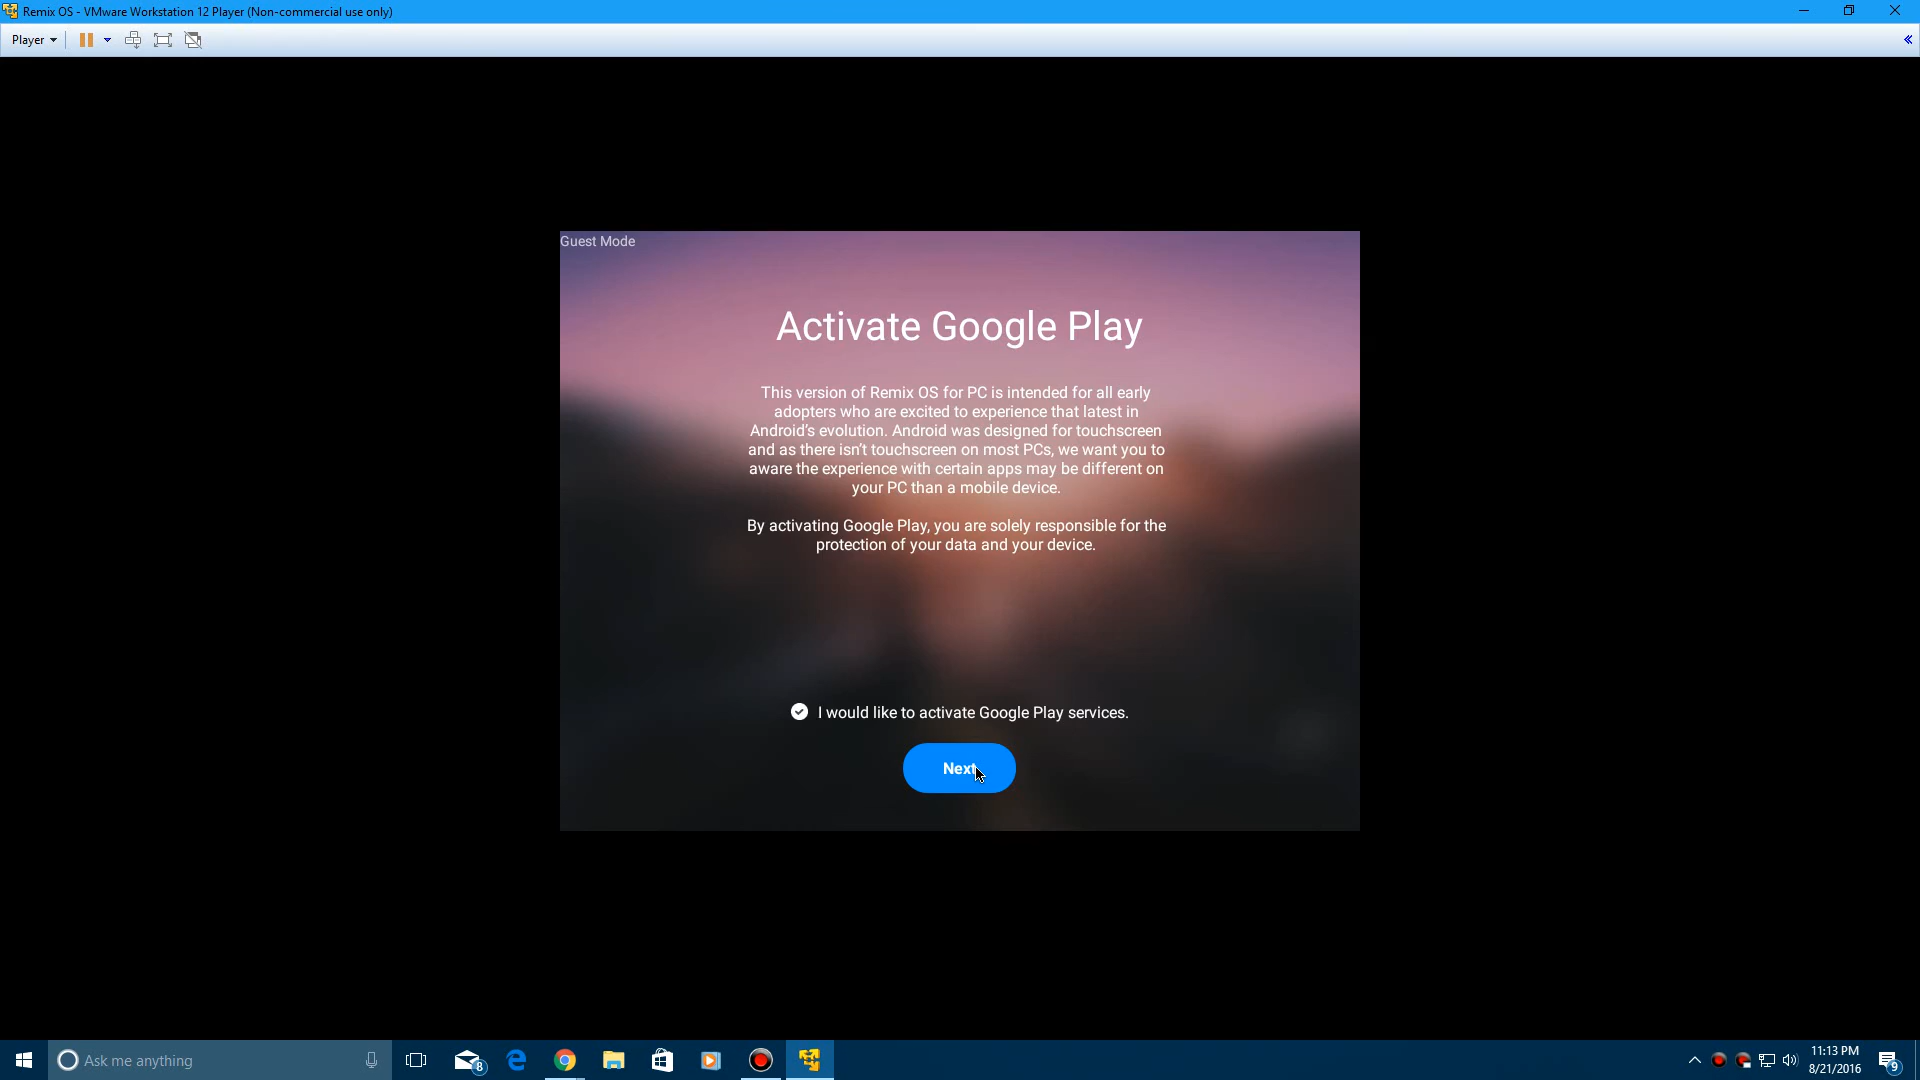 Remix OS - VMware Workstation 12 Player (Non-commercial use only)
Player
Guest Mode
Activate Google Play
This version of Remix OS for PC is intended for all early
adopters who are excited to experience that latest in
Android’s evolution. Android was designed for touchscreen
and as there isn’t touchscreen on most PCs, we want you to
aware the experience with certain apps may be different on
your PC than a mobile device.
By activating Google Play, you are solely responsible for the
protection of your data and your device.
I would like to activate Google Play services.
Next
Ask me anything
8
11:13 PM
8/21/2016
9